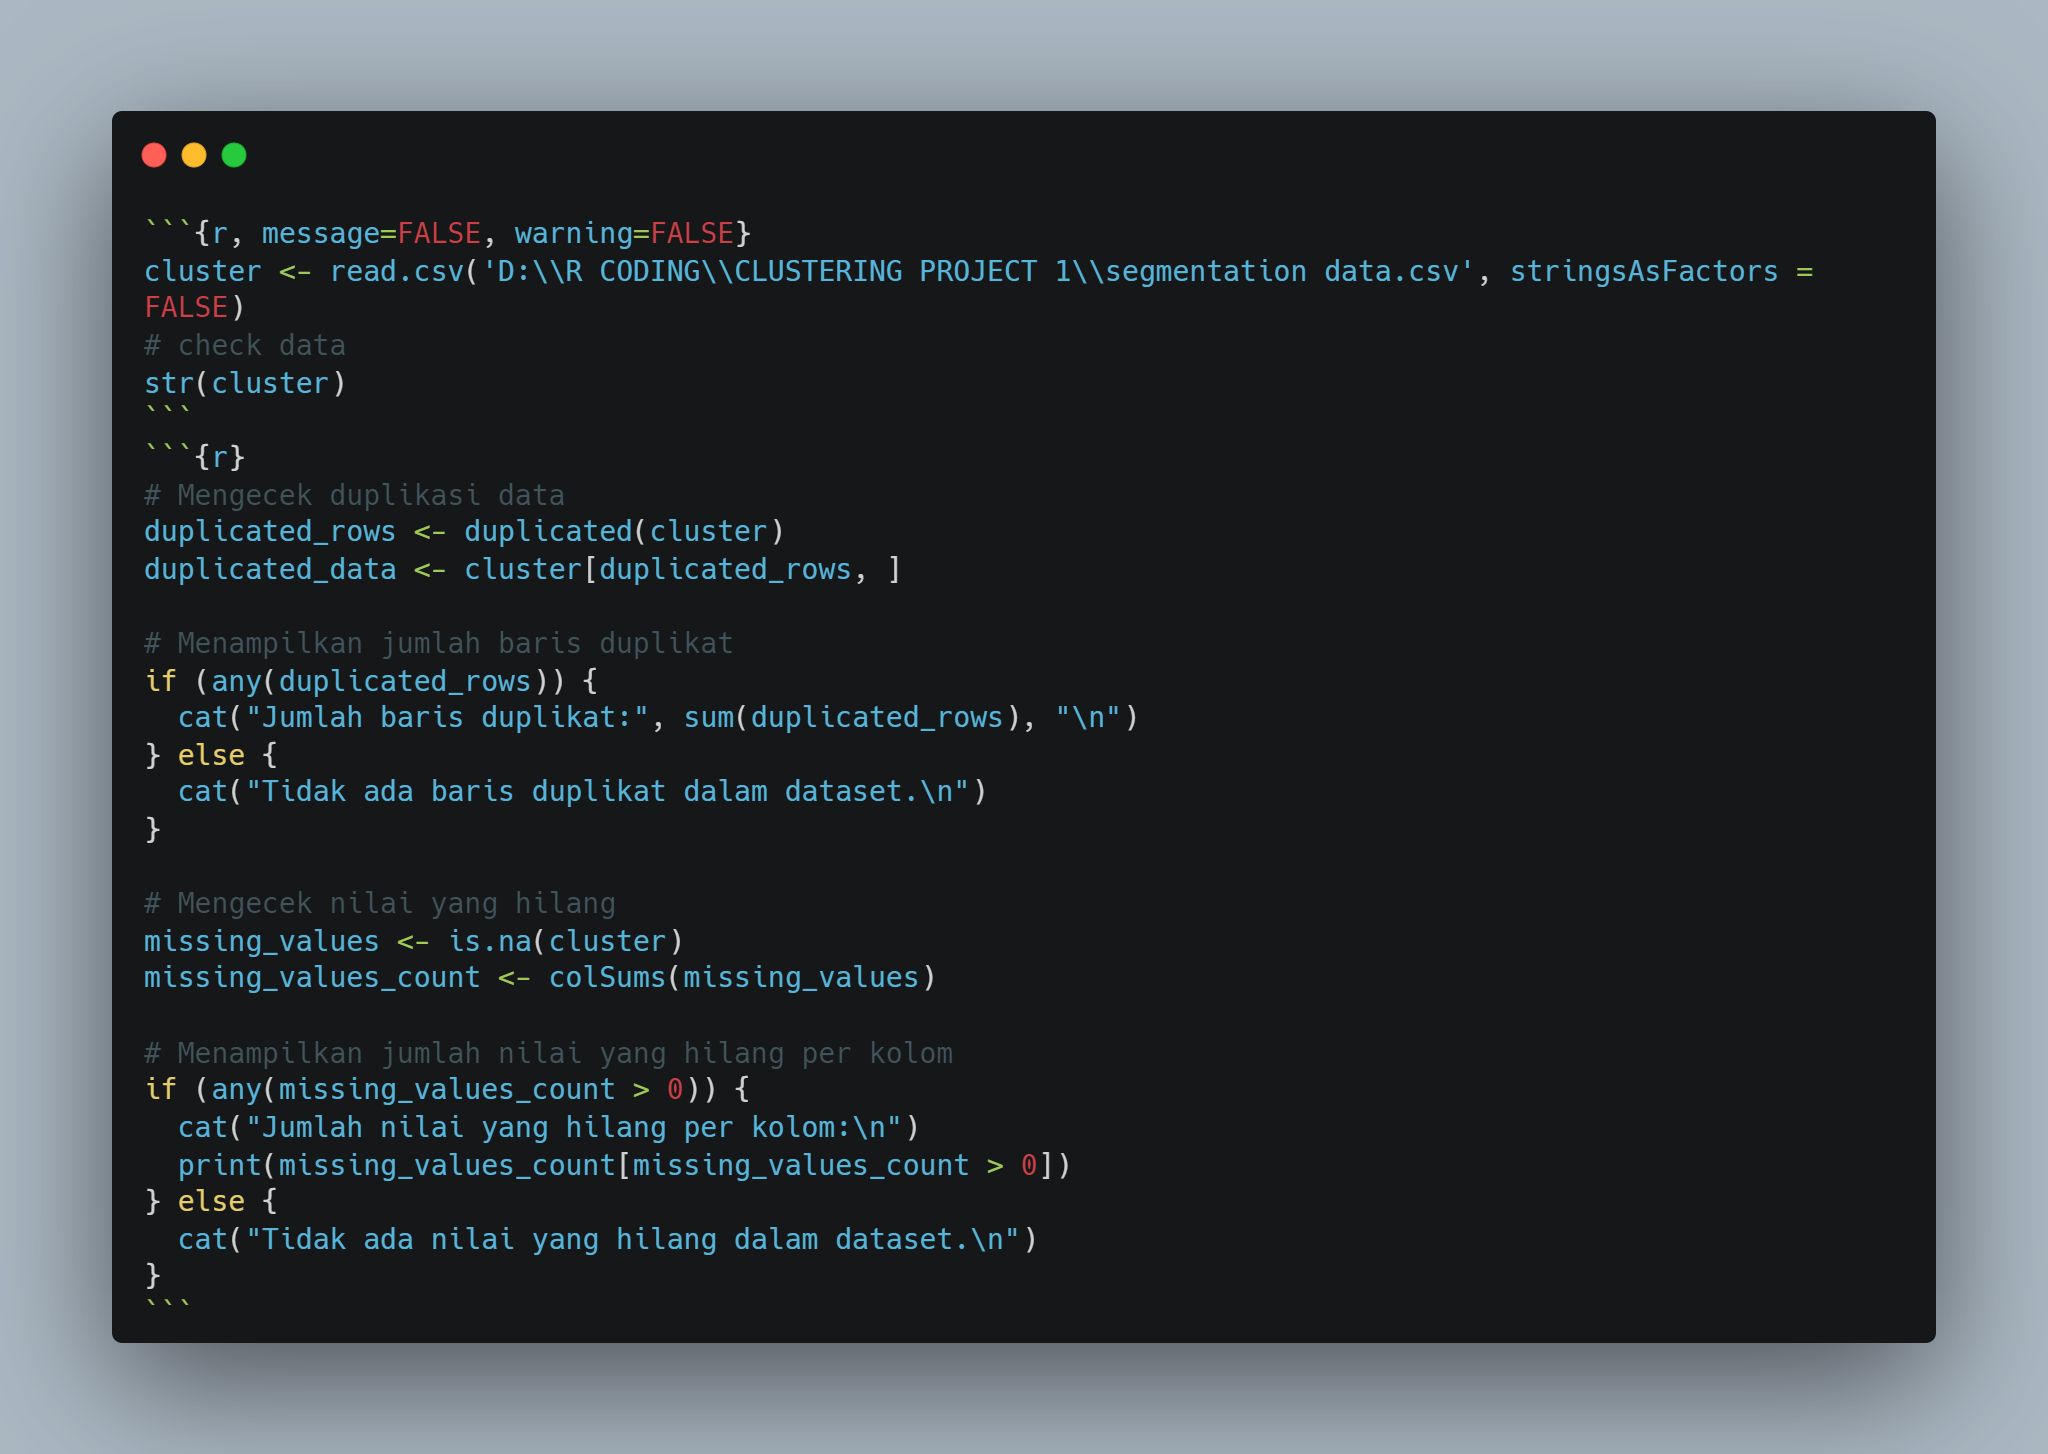 ```{r, message=FALSE, warning=FALSE}
cluster <- read.csv('D:\\R CODING\\CLUSTERING PROJECT 1\\segmentation data.csv', stringsAsFactors =
FALSE)
# check data
str(cluster)
```
```{r}
# Mengecek duplikasi data
duplicated_rows <- duplicated(cluster)
duplicated_data <- cluster[duplicated_rows, ]

# Menampilkan jumlah baris duplikat
if (any(duplicated_rows)) {
  cat("Jumlah baris duplikat:", sum(duplicated_rows), "\n")
} else {
  cat("Tidak ada baris duplikat dalam dataset.\n")
}

# Mengecek nilai yang hilang
missing_values <- is.na(cluster)
missing_values_count <- colSums(missing_values)

# Menampilkan jumlah nilai yang hilang per kolom
if (any(missing_values_count > 0)) {
  cat("Jumlah nilai yang hilang per kolom:\n")
  print(missing_values_count[missing_values_count > 0])
} else {
  cat("Tidak ada nilai yang hilang dalam dataset.\n")
}
```